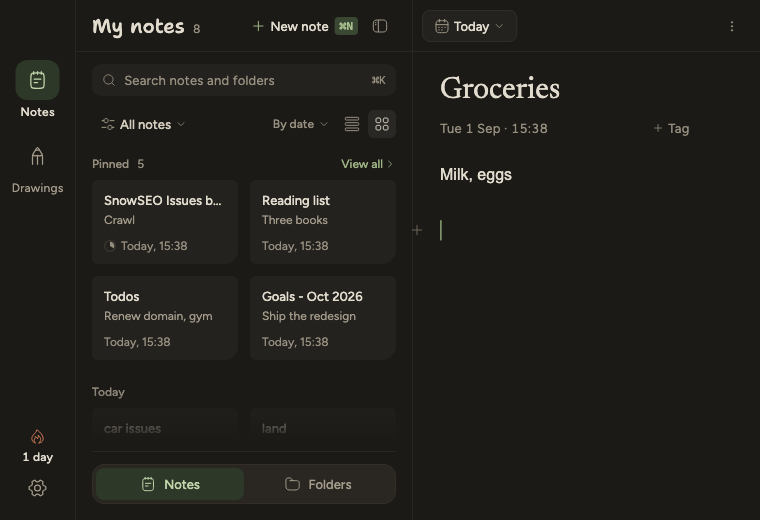 My notes 8
+ New note ⌘N
Today
Search notes and folders ⌘K
All notes
By date
Notes
Drawings
Pinned 5
View all
SnowSEO Issues b...
Crawl
Today, 15:38
Reading list
Three books
Today, 15:38
Todos
Renew domain, gym
Today, 15:38
Goals - Oct 2026
Ship the redesign
Today, 15:38
Today
car issues
land
1 day
Notes
Folders
Groceries
Tue 1 Sep · 15:38
+ Tag
Milk, eggs